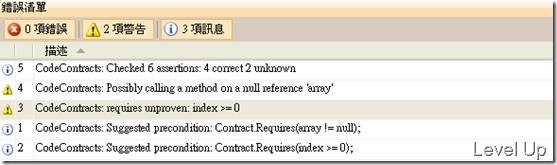 錯誤清單
0 項錯誤 2 項警告 3 項訊息
描述
5 CodeContracts: Checked 6 assertions: 4 correct 2 unknown
4 CodeContracts: Possibly calling a method on a null reference 'array'
3 CodeContracts: requires unproven: index >= 0
1 CodeContracts: Suggested precondition: Contract.Requires(array != null);
2 CodeContracts: Suggested precondition: Contract.Requires(index >= 0);
Level Up